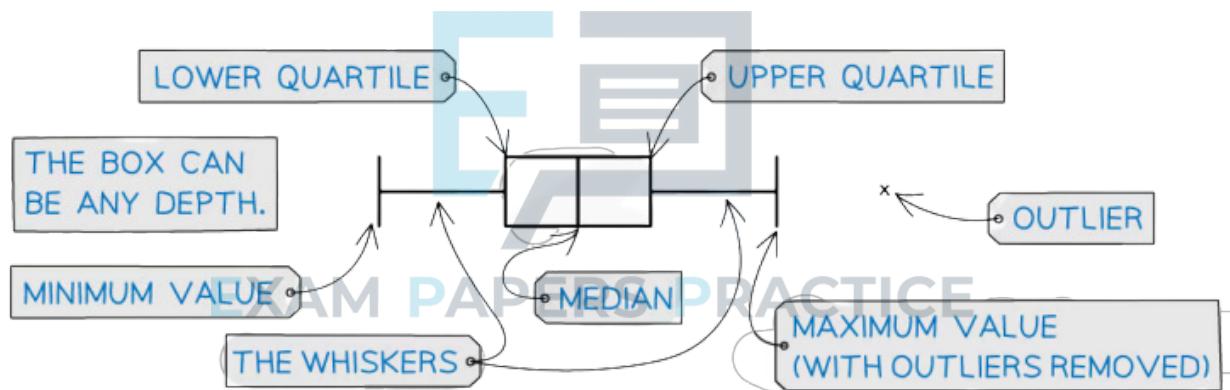 LOWER QUARTILE
UPPER QUARTILE
THE BOX CAN
BE ANY DEPTH.
x
OUTLIER
MINIMUM VALUE
MEDIAN
EXAM PAPERS PRACTICE
THE WHISKERS
MAXIMUM VALUE
(WITH OUTLIERS REMOVED)